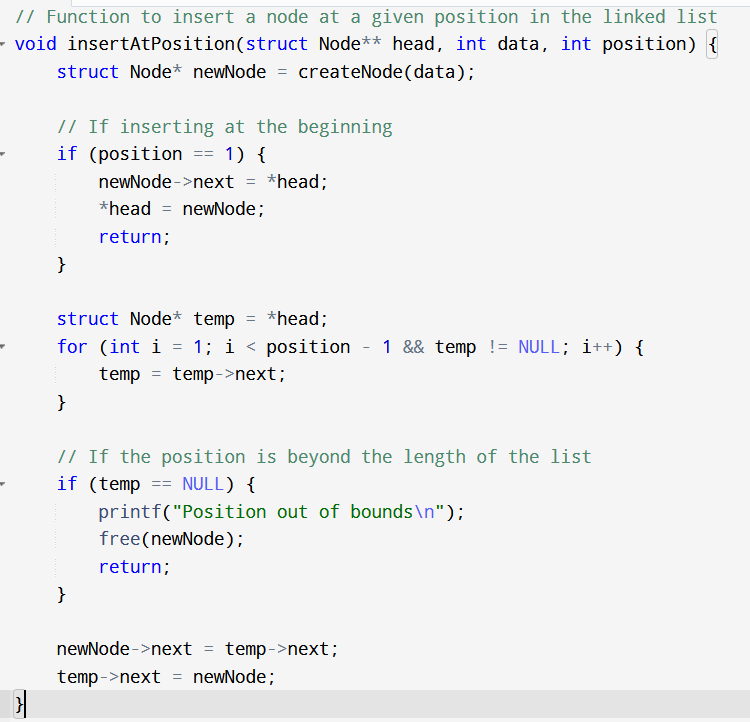 // Function to insert a node at a given position in the linked list
void insertAtPosition(struct Node** head, int data, int position) {
    struct Node* newNode = createNode(data);

    // If inserting at the beginning
    if (position == 1) {
        newNode->next = *head;
        *head = newNode;
        return;
    }

    struct Node* temp = *head;
    for (int i = 1; i < position - 1 && temp != NULL; i++) {
        temp = temp->next;
    }

    // If the position is beyond the length of the list
    if (temp == NULL) {
        printf("Position out of bounds\n");
        free(newNode);
        return;
    }

    newNode->next = temp->next;
    temp->next = newNode;
}